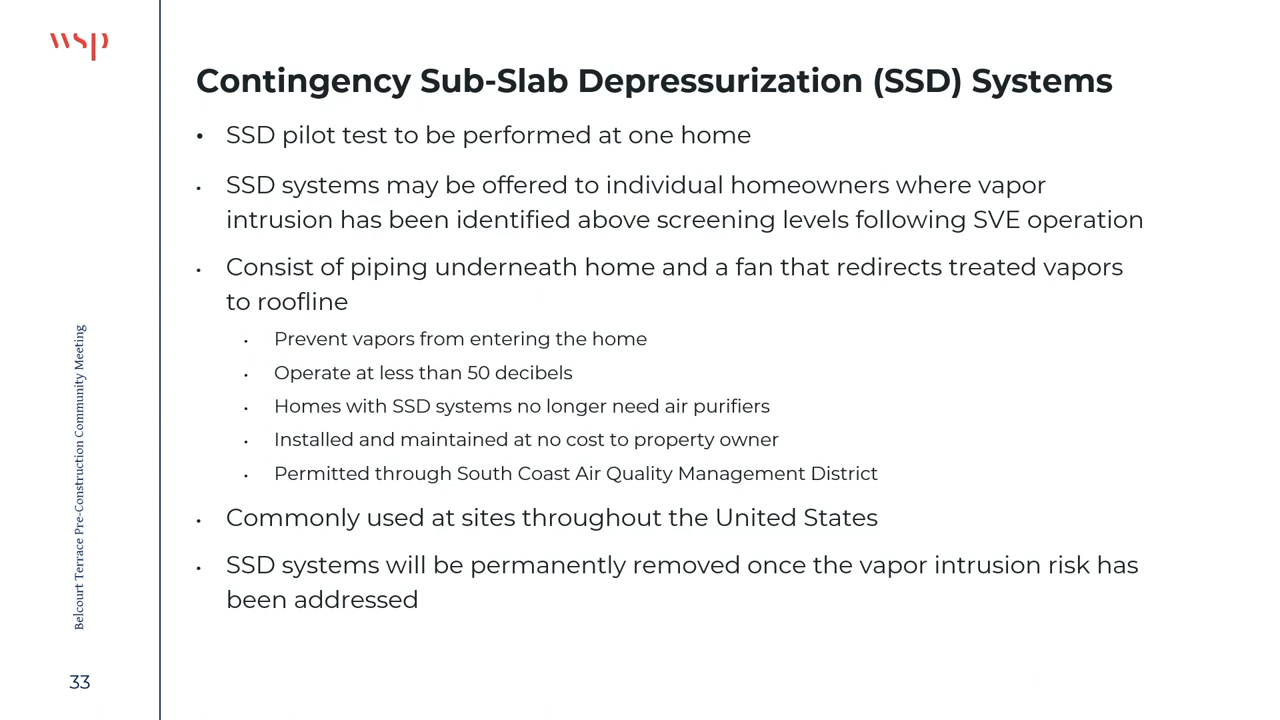 wsp
Contingency Sub-Slab Depressurization (SSD) Systems
• SSD pilot test to be performed at one home
• SSD systems may be offered to individual homeowners where vapor
intrusion has been identified above screening levels following SVE operation
• Consist of piping underneath home and a fan that redirects treated vapors
to roofline
• Prevent vapors from entering the home
• Operate at less than 50 decibels
• Homes with SSD systems no longer need air purifiers
• Installed and maintained at no cost to property owner
• Permitted through South Coast Air Quality Management District
• Commonly used at sites throughout the United States
• SSD systems will be permanently removed once the vapor intrusion risk has
been addressed
Belcourt Terrace Pre-Construction Community Meeting
33